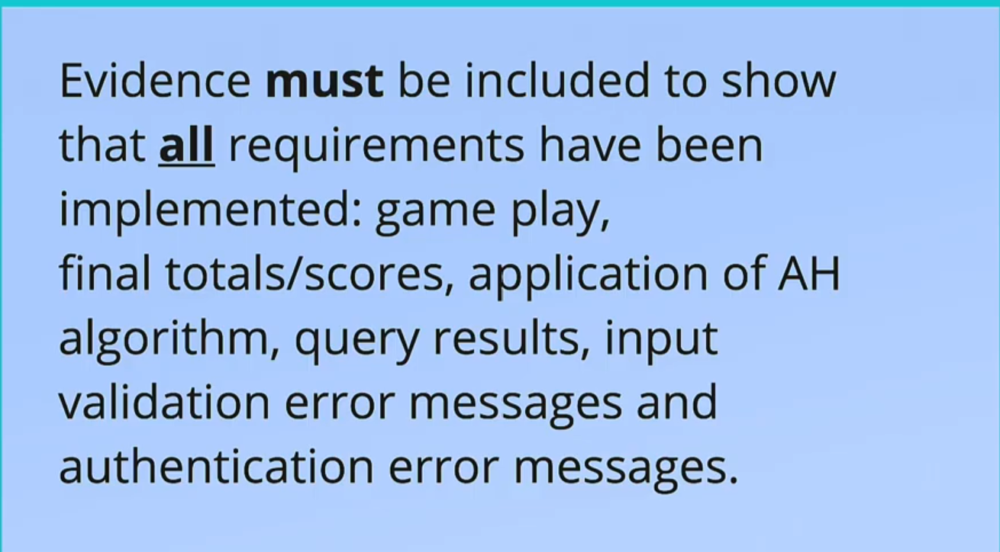 Evidence must be included to show
that all requirements have been
implemented: game play,
final totals/scores, application of AH
algorithm, query results, input
validation error messages and
authentication error messages.